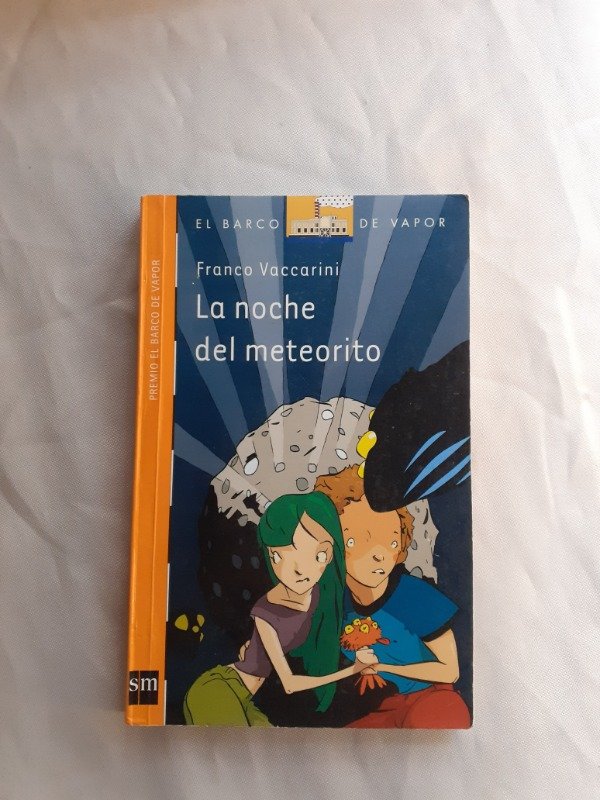 EL BARCO DE VAPOR
Franco Vaccarini
La noche
del meteorito
PREMIO EL BARCO DE VAPOR
sm